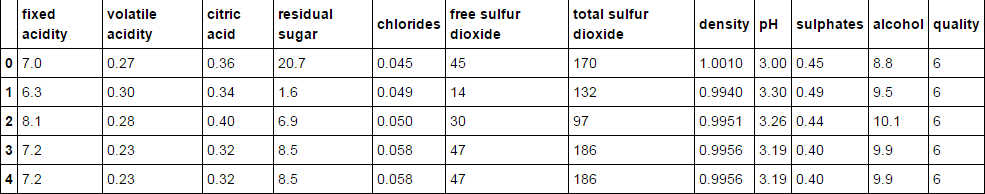 fixed acidity volatile acidity citric acid residual sugar chlorides free sulfur dioxide total sulfur dioxide density pH sulphates alcohol quality
0 7.0 0.27 0.36 20.7 0.045 45 170 1.0010 3.00 0.45 8.8 6
1 6.3 0.30 0.34 1.6 0.049 14 132 0.9940 3.30 0.49 9.5 6
2 8.1 0.28 0.40 6.9 0.050 30 97 0.9951 3.26 0.44 10.1 6
3 7.2 0.23 0.32 8.5 0.058 47 186 0.9956 3.19 0.40 9.9 6
4 7.2 0.23 0.32 8.5 0.058 47 186 0.9956 3.19 0.40 9.9 6